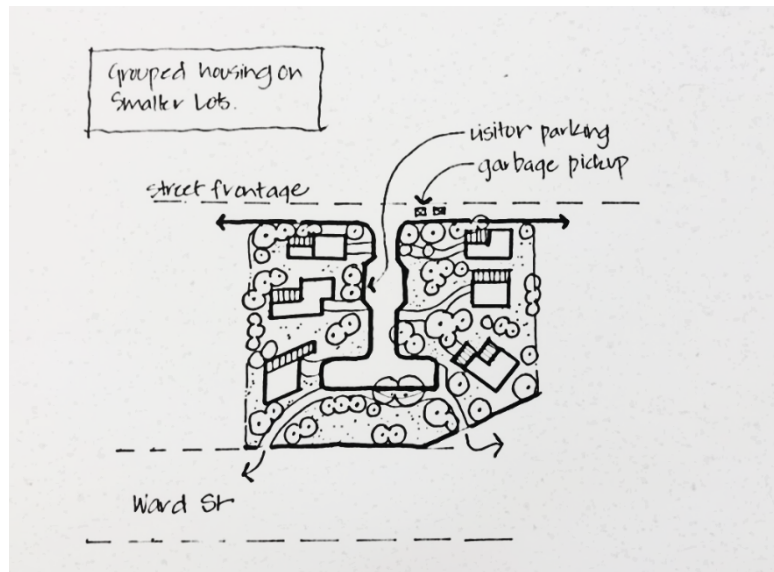 Grouped housing on
Smaller Lots.
visitor parking
garbage pickup
street frontage
Ward St